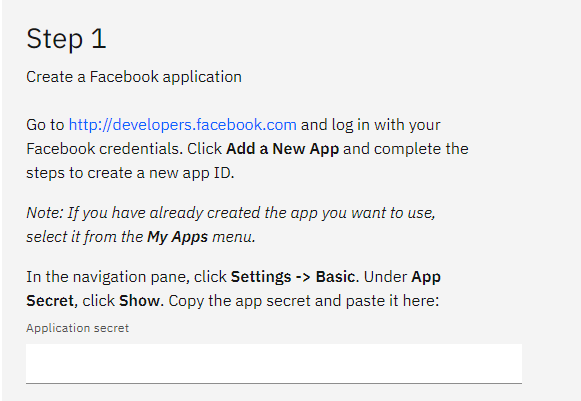 Step 1
Create a Facebook application
Go to http://developers.facebook.com and log in with your
Facebook credentials. Click Add a New App and complete the
steps to create a new app ID.
Note: If you have already created the app you want to use,
select it from the My Apps menu.
In the navigation pane, click Settings -> Basic. Under App
Secret, click Show. Copy the app secret and paste it here:
Application secret